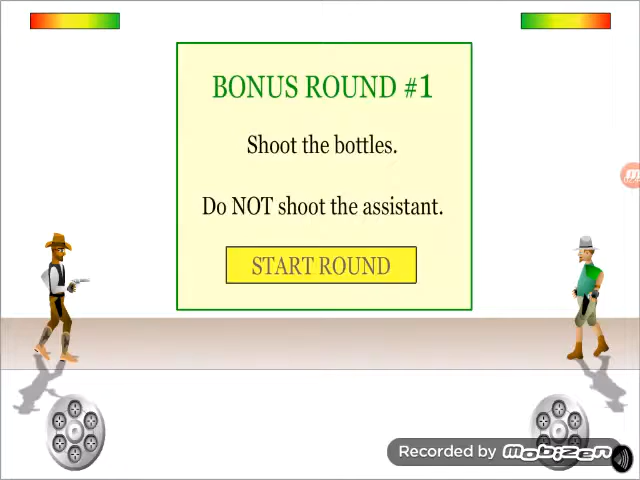 BONUS ROUND #1
Shoot the bottles.
Do NOT shoot the assistant.
START ROUND
Recorded by
mobizen